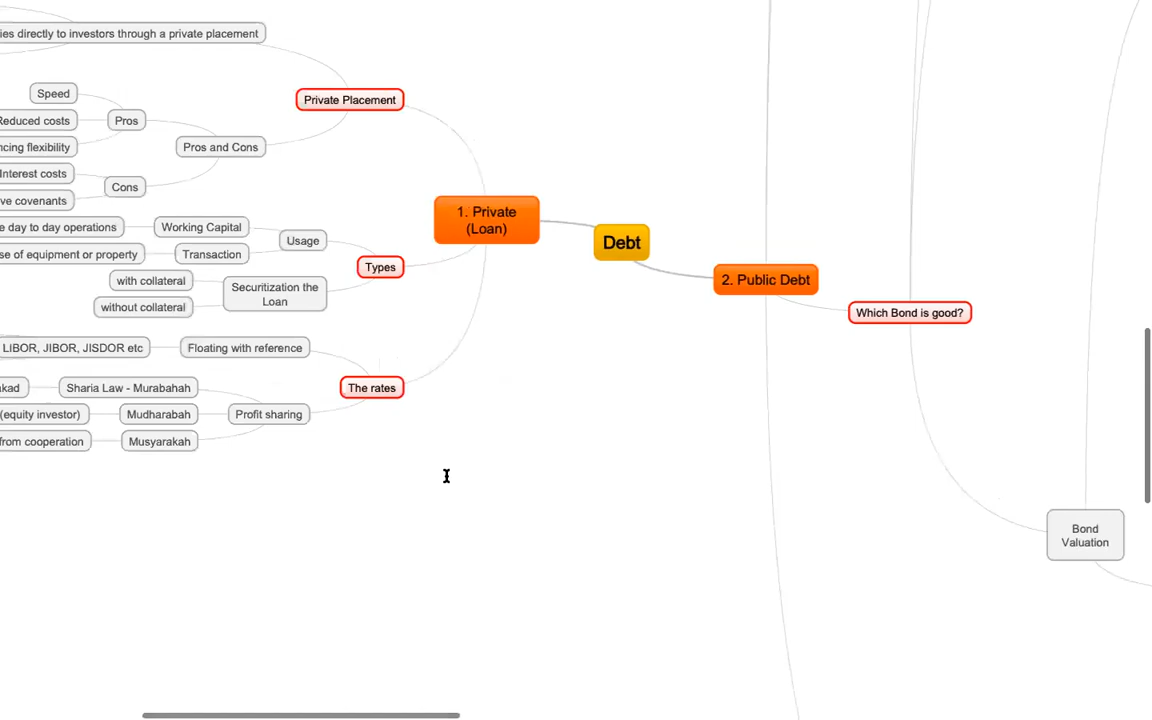 ies directly to investors through a private placement
Private Placement
Speed
Reduced costs
ncing flexibility
Pros
Pros and Cons
Interest costs
ve covenants
Cons
1. Private
(Loan)
Debt
2. Public Debt
Which Bond is good?
e day to day operations
Working Capital
Usage
se of equipment or property
Transaction
Types
with collateral
without collateral
Securitization the
Loan
LIBOR, JIBOR, JISDOR etc
Floating with reference
The rates
akad
Sharia Law - Murabahah
(equity investor)
Mudharabah
Profit sharing
from cooperation
Musyarakah
Bond
Valuation